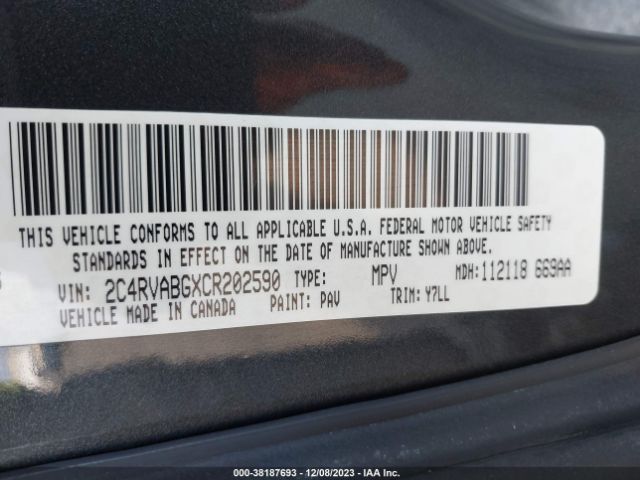 THIS VEHICLE CONFORMS TO ALL APPLICABLE U.S.A. FEDERAL MOTOR VEHICLE SAFETY
STANDARDS IN EFFECT ON THE DATE OF MANUFACTURE SHOWN ABOVE.
VIN: 2C4RVABGXCR202590 TYPE: MPV MDH:112118 669AA
VEHICLE MADE IN CANADA PAINT: PAV TRIM: Y7LL
0000 - 38187693 - 12/08/2023 - IAA Inc.